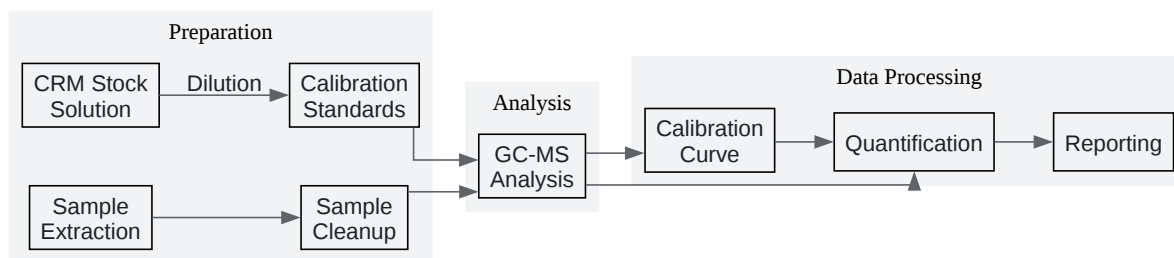 Preparation
CRM Stock
Solution
Dilution
Calibration
Standards
Sample
Extraction
Sample
Cleanup
Analysis
GC-MS
Analysis
Data Processing
Calibration
Curve
Quantification
Reporting